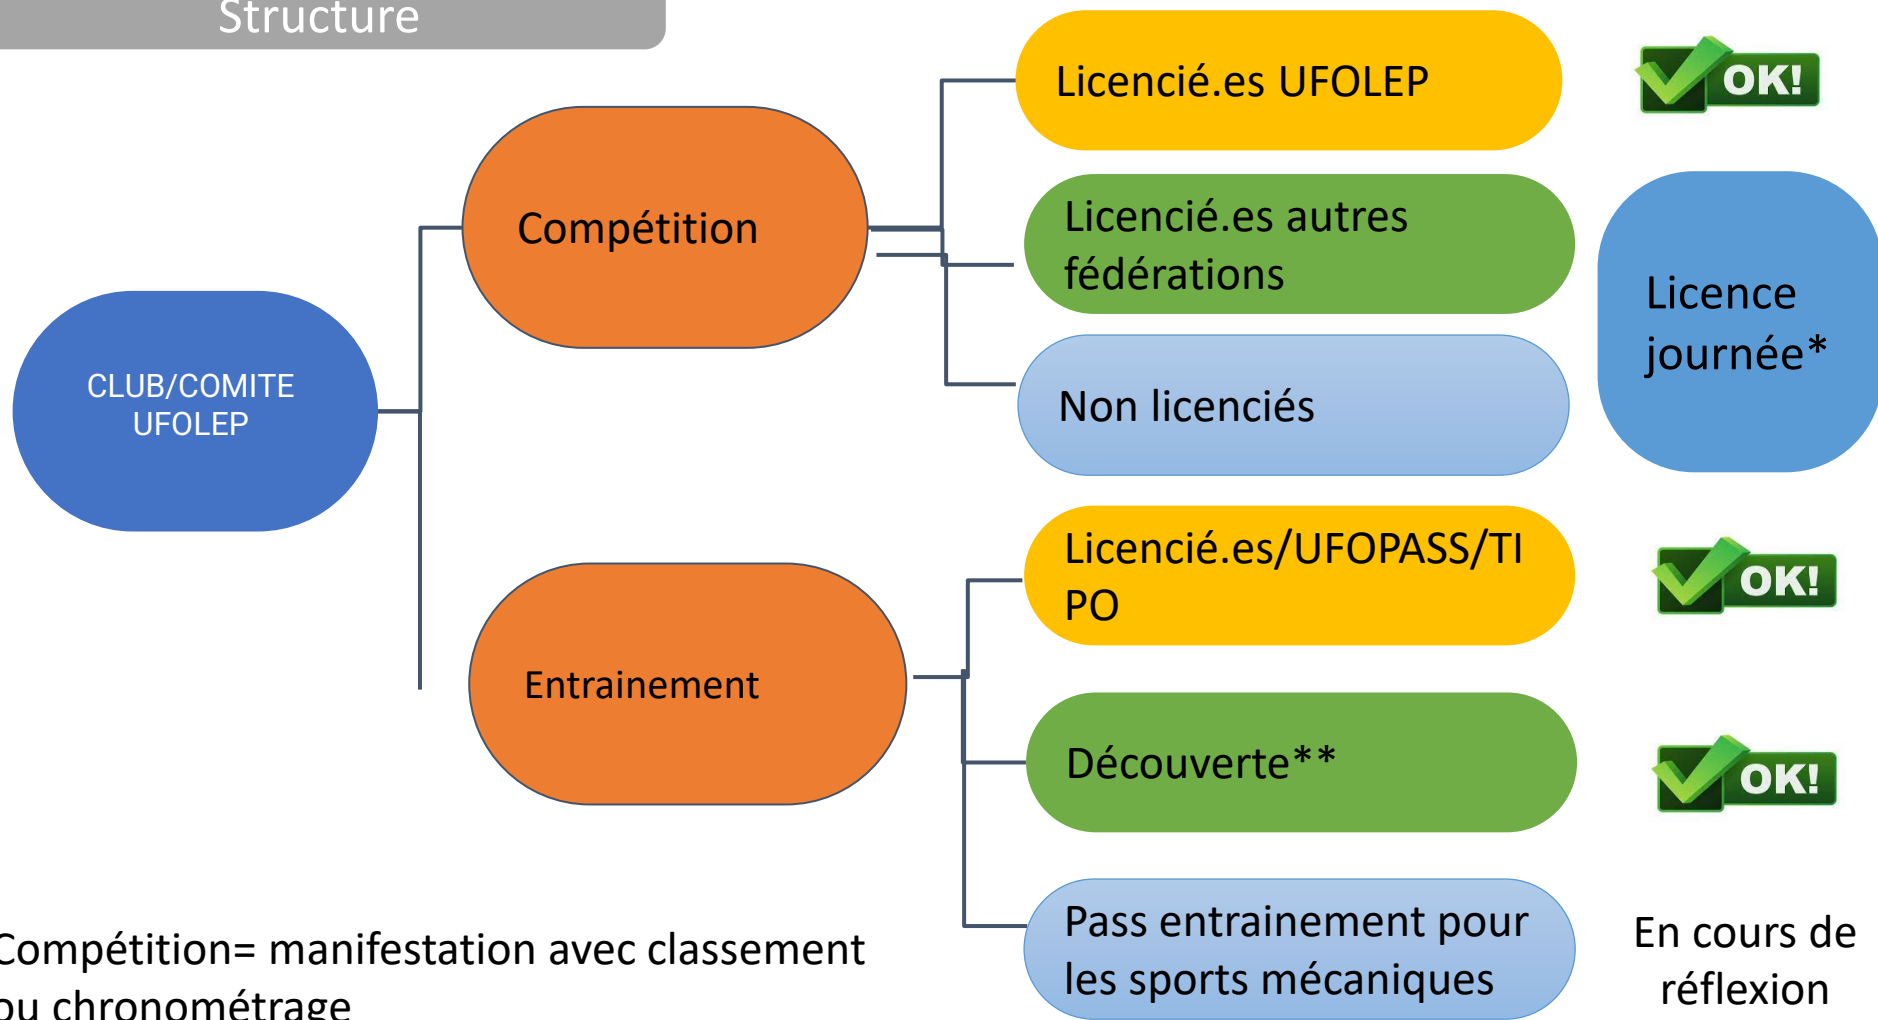 Structure
Licencié.es UFOLEP
OK!
Compétition
Licencié.es autres
fédérations
Licence
journée*
CLUB/COMITE
UFOLEP
Non licenciés
Licencié.es/UFOPASS/TI
PO
OK!
Entrainement
Découverte**
OK!
Pass entrainement pour
les sports mécaniques
En cours de
réflexion
Compétition= manifestation avec classement
ou chronométrage